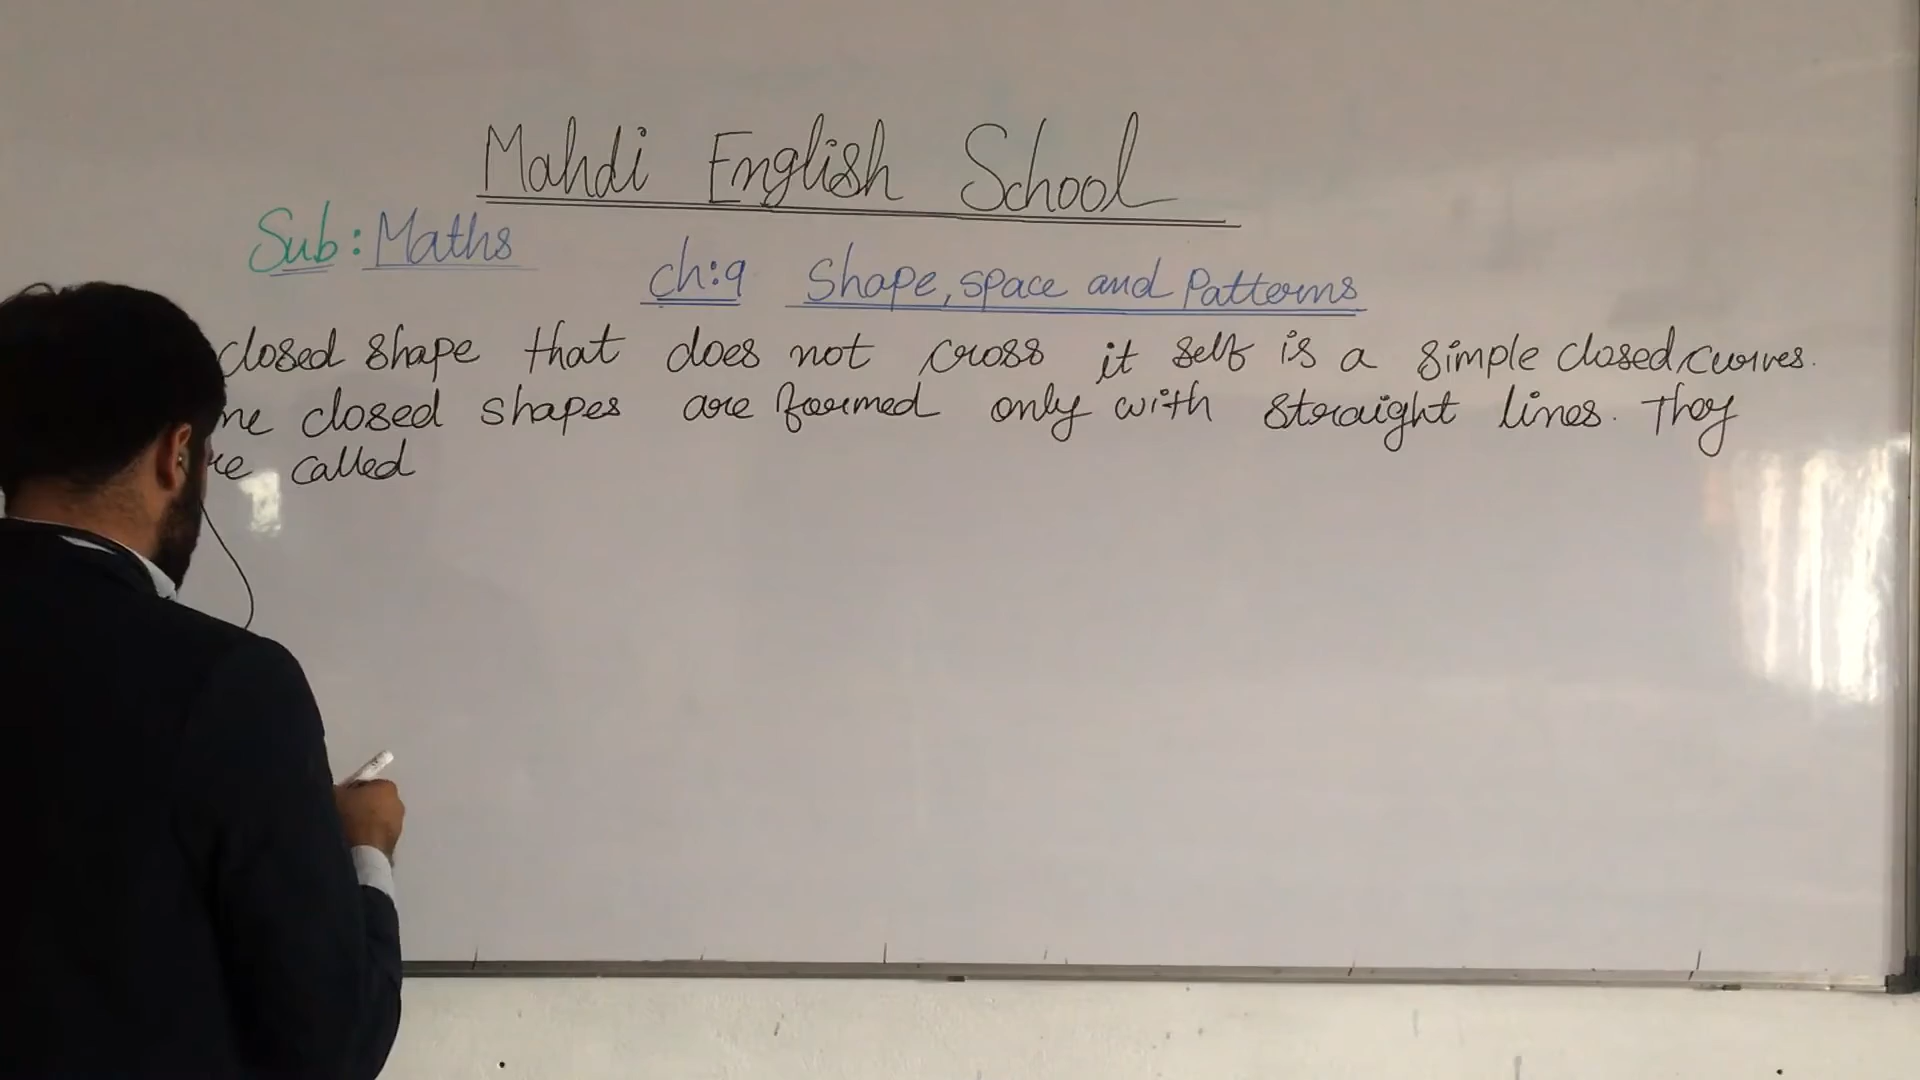 Mahdi English School
Sub: Maths
ch:9 Shape, space and Patterns
closed shape that does not cross it self is a simple closed curves.
closed shapes are formed only with straight lines. They
called